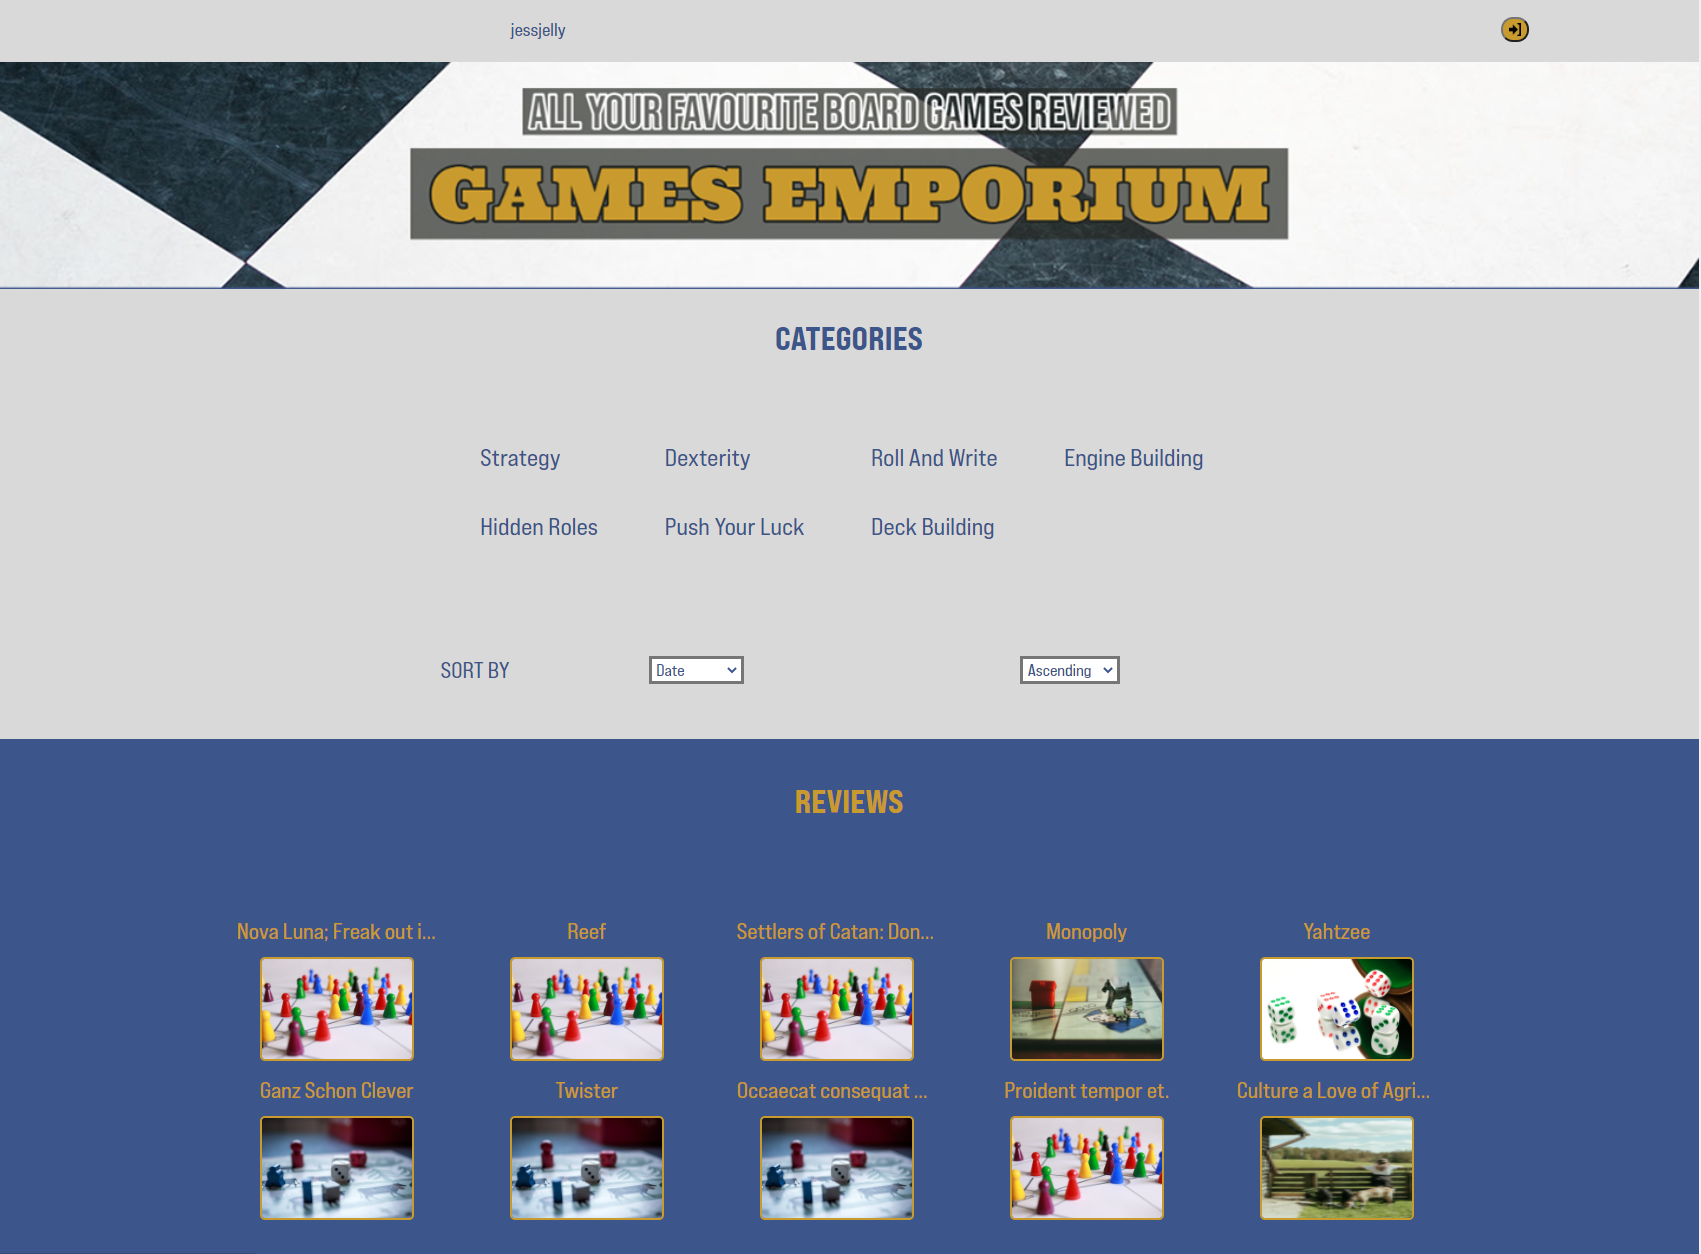 jessjelly
ALL YOUR FAVOURITE BOARD GAMES REVIEWED
GAMES EMPORIUM
CATEGORIES
Strategy Dexterity Roll And Write Engine Building
Hidden Roles Push Your Luck Deck Building
SORT BY Date Ascending
REVIEWS
Nova Luna; Freak out i... Reef Settlers of Catan: Don... Monopoly Yahtzee
Ganz Schon Clever Twister Occaecat consequat ... Proident tempor et. Culture a Love of Agri...